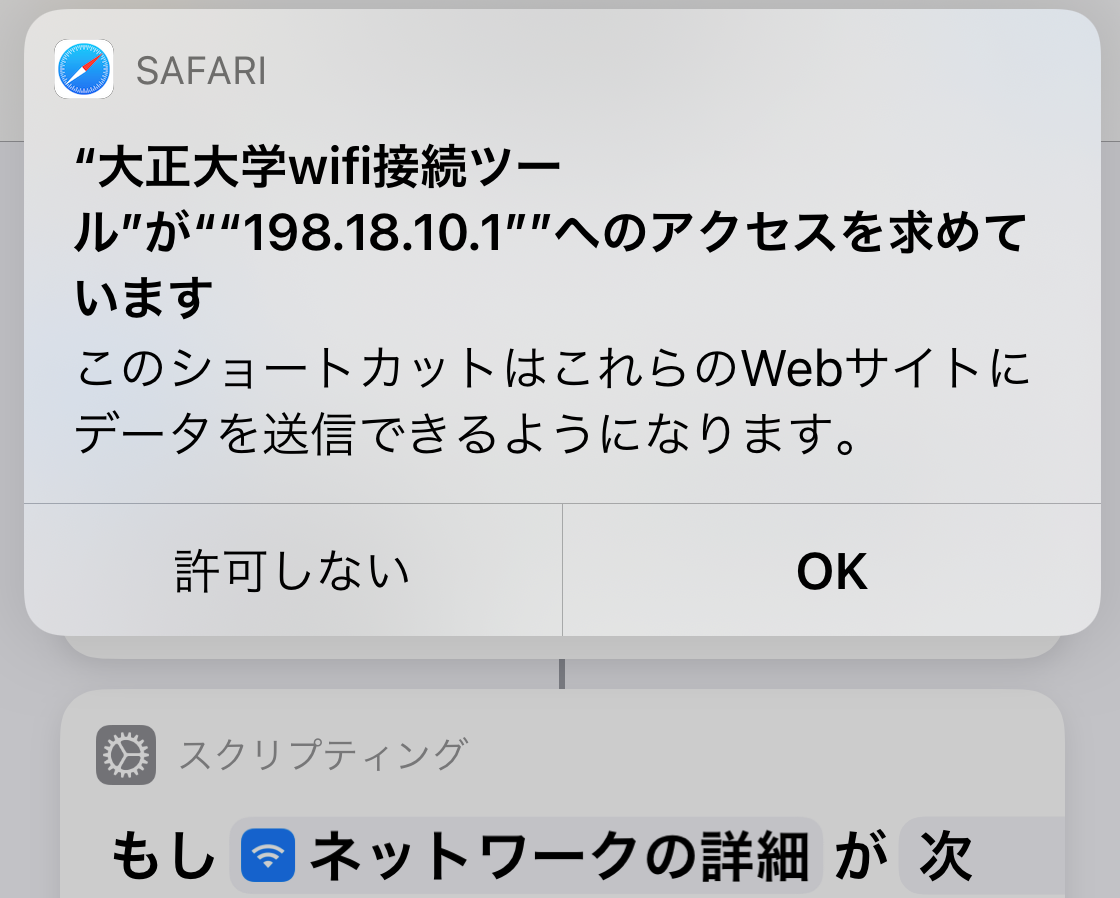 SAFARI
“大正大学wifi接続ツー
ル”が““198.18.10.1””へのアクセスを求めて
います
このショートカットはこれらのWebサイトに
データを送信できるようになります。
許可しない
OK
スクリプティング
もし ネットワークの詳細 が 次